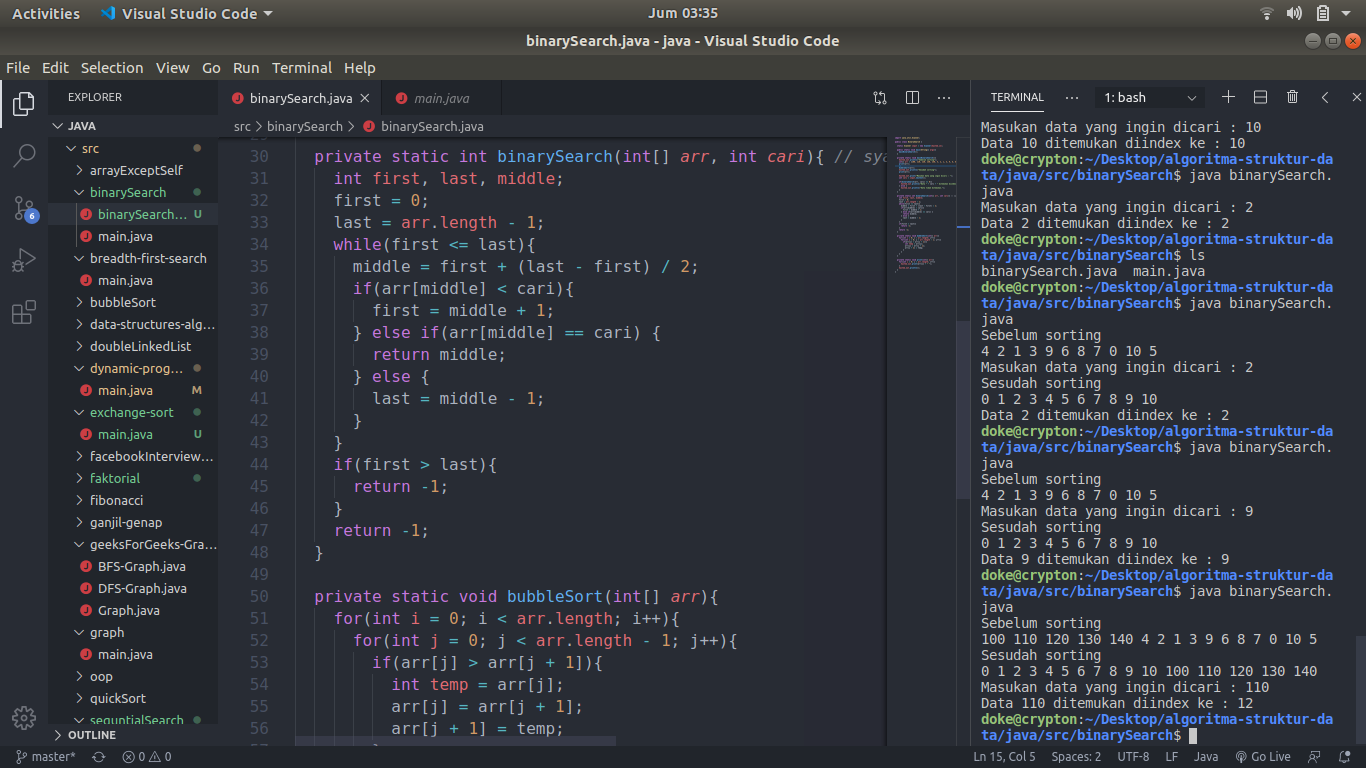 Activities Visual Studio Code Jum 03:35
binarySearch.java - java - Visual Studio Code
File Edit Selection View Go Run Terminal Help
EXPLORER
JAVA
src
arrayExceptSelf
binarySearch
binarySearch... U
main.java
breadth-first-search
main.java
bubbleSort
data-structures-alg...
doubleLinkedList
dynamic-prog...
main.java M
exchange-sort
main.java U
facebookInterview...
faktorial
fibonacci
ganjil-genap
geeksForGeeks-Gra...
BFS-Graph.java
DFS-Graph.java
Graph.java
graph
main.java
oop
quickSort
sequntialSearch
OUTLINE
6
binarySearch.java main.java
src > binarySearch > binarySearch.java
30 private static int binarySearch(int[] arr, int cari){ // sya
31 int first, last, middle;
32 first = 0;
33 last = arr.length - 1;
34 while(first <= last){
35 middle = first + (last - first) / 2;
36 if(arr[middle] < cari){
37 first = middle + 1;
38 } else if(arr[middle] == cari) {
39 return middle;
40 } else {
41 last = middle - 1;
42 }
43 }
44 if(first > last){
45 return -1;
46 }
47 return -1;
48 }
49
50 private static void bubbleSort(int[] arr){
51 for(int i = 0; i < arr.length; i++){
52 for(int j = 0; j < arr.length - 1; j++){
53 if(arr[j] > arr[j + 1]){
54 int temp = arr[j];
55 arr[j] = arr[j + 1];
56 arr[j + 1] = temp;
TERMINAL ... 1: bash
Masukan data yang ingin dicari : 10
Data 10 ditemukan diindex ke : 10
doke@crypton:~/Desktop/algoritma-struktur-da
ta/java/src/binarySearch$ java binarySearch.
java
Masukan data yang ingin dicari : 2
Data 2 ditemukan diindex ke : 2
doke@crypton:~/Desktop/algoritma-struktur-da
ta/java/src/binarySearch$ ls
binarySearch.java main.java
doke@crypton:~/Desktop/algoritma-struktur-da
ta/java/src/binarySearch$ java binarySearch.
java
Sebelum sorting
4 2 1 3 9 6 8 7 0 10 5
Masukan data yang ingin dicari : 2
Sesudah sorting
0 1 2 3 4 5 6 7 8 9 10
Data 2 ditemukan diindex ke : 2
doke@crypton:~/Desktop/algoritma-struktur-da
ta/java/src/binarySearch$ java binarySearch.
java
Sebelum sorting
4 2 1 3 9 6 8 7 0 10 5
Masukan data yang ingin dicari : 9
Sesudah sorting
0 1 2 3 4 5 6 7 8 9 10
Data 9 ditemukan diindex ke : 9
doke@crypton:~/Desktop/algoritma-struktur-da
ta/java/src/binarySearch$ java binarySearch.
java
Sebelum sorting
100 110 120 130 140 4 2 1 3 9 6 8 7 0 10 5
Sesudah sorting
0 1 2 3 4 5 6 7 8 9 10 100 110 120 130 140
Masukan data yang ingin dicari : 110
Data 110 ditemukan diindex ke : 12
doke@crypton:~/Desktop/algoritma-struktur-da
ta/java/src/binarySearch$
master* 0 0 Ln 15, Col 5 Spaces: 2 UTF-8 LF Java Go Live